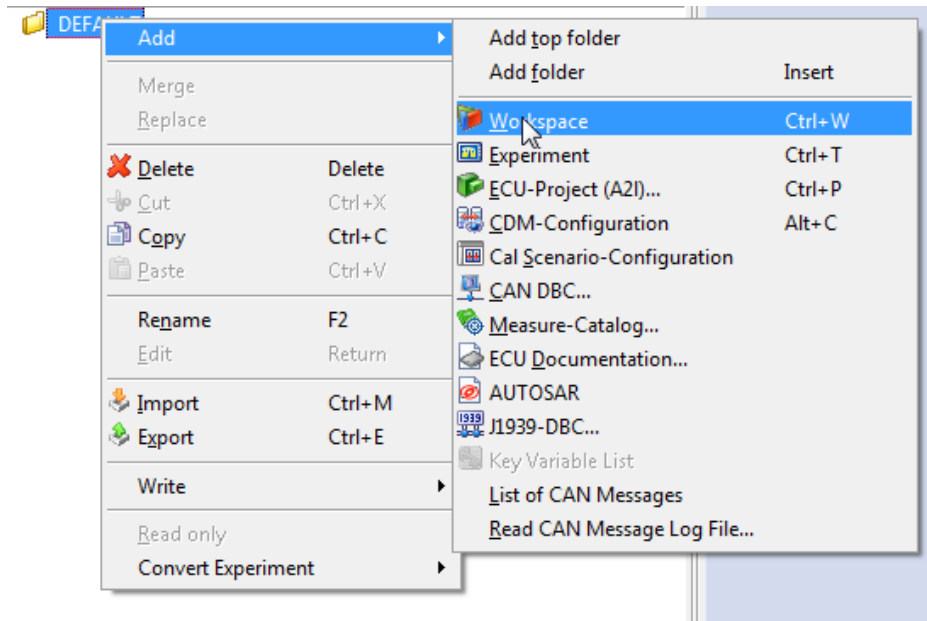 DEFAULT
Add
Merge
Replace
Delete Delete
Cut Ctrl+X
Copy Ctrl+C
Paste Ctrl+V
Rename F2
Edit Return
Import Ctrl+M
Export Ctrl+E
Write
Read only
Convert Experiment
Add top folder
Add folder Insert
Workspace Ctrl+W
Experiment Ctrl+T
ECU-Project (A2l)... Ctrl+P
CDM-Configuration Alt+C
Cal Scenario-Configuration
CAN DBC...
Measure-Catalog...
ECU Documentation...
AUTOSAR
1939 J1939-DBC...
Key Variable List
List of CAN Messages
Read CAN Message Log File...